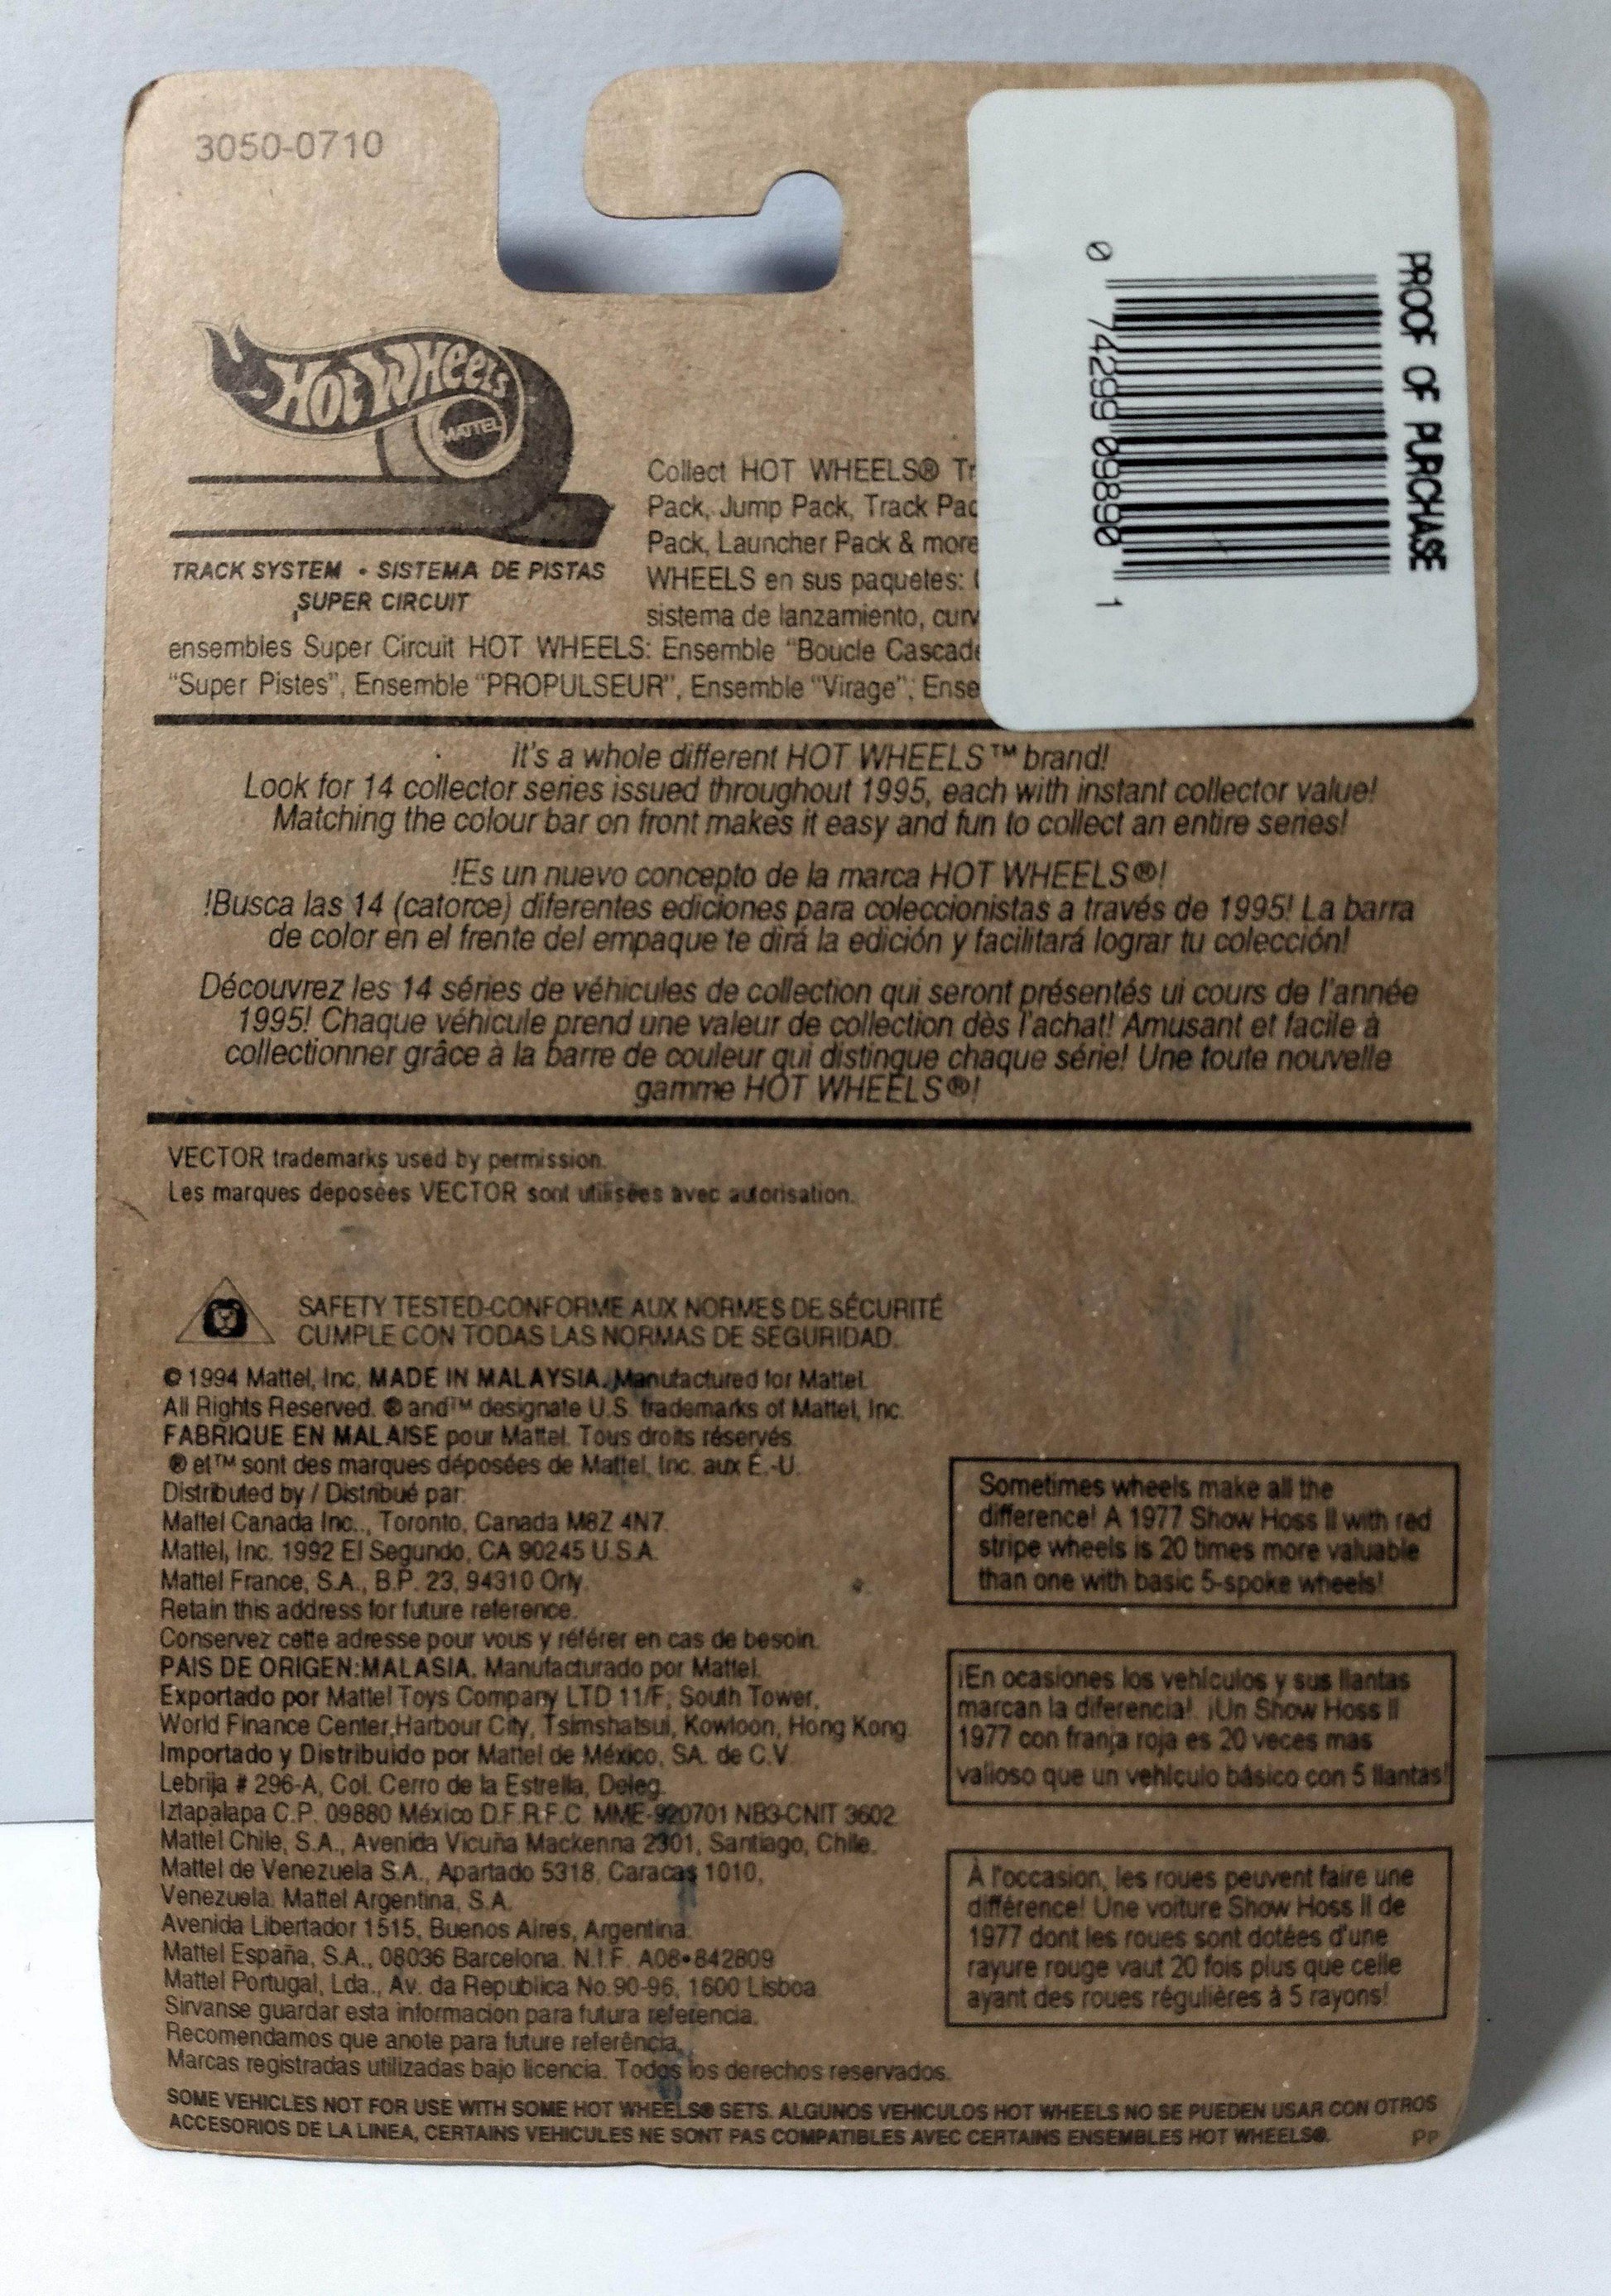 3050-0710
HOT WHEELS
MATTEL
TRACK SYSTEM • SISTEMA DE PISTAS
SUPER CIRCUIT
PROOF OF PURCHASE
0 74299 09890 1
Collect HOT WHEELS® Tr
Pack, Jump Pack, Track Pac
Pack, Launcher Pack & more
WHEELS en sus paquetes:
sistema de lanzamiento, curv
ensembles Super Circuit HOT WHEELS: Ensemble “Boucle Cascade
“Super Pistes”, Ensemble “PROPULSEUR”, Ensemble “Virage”, Ense
It's a whole different HOT WHEELS™ brand!
Look for 14 collector series issued throughout 1995, each with instant collector value!
Matching the colour bar on front makes it easy and fun to collect an entire series!
!Es un nuevo concepto de la marca HOT WHEELS®!
!Busca las 14 (catorce) diferentes ediciones para coleccionistas a través de 1995! La barra
de color en el frente del empaque te dirá la edición y facilitará lograr tu colección!
Découvrez les 14 séries de véhicules de collection qui seront présentés ui cours de l'année
1995! Chaque véhicule prend une valeur de collection dès l'achat! Amusant et facile à
collectionner grâce à la barre de couleur qui distingue chaque série! Une toute nouvelle
gamme HOT WHEELS®!
VECTOR trademarks used by permission.
Les marques déposées VECTOR sont utilisées avec autorisation.
SAFETY TESTED-CONFORME AUX NORMES DE SÉCURITÉ
CUMPLE CON TODAS LAS NORMAS DE SEGURIDAD.
© 1994 Mattel, Inc. MADE IN MALAYSIA. Manufactured for Mattel.
All Rights Reserved. ® and ™ designate U.S. trademarks of Mattel, Inc.
FABRIQUE EN MALAISE pour Mattel. Tous droits réservés.
® et ™ sont des marques déposées de Mattel, Inc. aux É.-U.
Distributed by / Distribué par:
Mattel Canada Inc.., Toronto, Canada M8Z 4N7.
Mattel, Inc. 1992 El Segundo, CA 90245 U.S.A.
Mattel France, S.A., B.P. 23, 94310 Orly.
Retain this address for future reference.
Conservez cette adresse pour vous y référer en cas de besoin.
PAIS DE ORIGEN:MALASIA. Manufacturado por Mattel.
Exportado por Mattel Toys Company LTD 11/F, South Tower,
World Finance Center,Harbour City, Tsimshatsui, Kowloon, Hong Kong.
Importado y Distribuido por Mattel de México, SA. de C.V.
Lebrija # 296-A, Col. Cerro de la Estrella, Deleg.
Iztapalapa C.P. 09880 México D.F.R.F.C. MME-920701 NB3-CNIT 3602.
Mattel Chile, S.A., Avenida Vicuña Mackenna 2301, Santiago, Chile.
Mattel de Venezuela S.A., Apartado 5318, Caracas 1010,
Venezuela. Mattel Argentina, S.A.
Avenida Libertador 1515, Buenos Aires, Argentina.
Mattel España, S.A., 08036 Barcelona. N.I.F. A08•842809
Mattel Portugal, Lda., Av. da Republica No.90-96, 1600 Lisboa.
Sirvanse guardar esta informacion para futura referencia.
Recomendamos que anote para future referência.
Marcas registradas utilizadas bajo licencia. Todos los derechos reservados.
Sometimes wheels make all the
difference! A 1977 Show Hoss II with red
stripe wheels is 20 times more valuable
than one with basic 5-spoke wheels!
¡En ocasiones los vehículos y sus llantas
marcan la diferencia!. ¡Un Show Hoss II
1977 con franja roja es 20 veces mas
valioso que un vehículo básico con 5 llantas!
À l'occasion, les roues peuvent faire une
différence! Une voiture Show Hoss II de
1977 dont les roues sont dotées d'une
rayure rouge vaut 20 fois plus que celle
ayant des roues régulières à 5 rayons!
SOME VEHICLES NOT FOR USE WITH SOME HOT WHEELS® SETS. ALGUNOS VEHICULOS HOT WHEELS NO SE PUEDEN USAR CON OTROS
ACCESORIOS DE LA LINEA, CERTAINS VEHICULES NE SONT PAS COMPATIBLES AVEC CERTAINS ENSEMBLES HOT WHEELS®.
PP